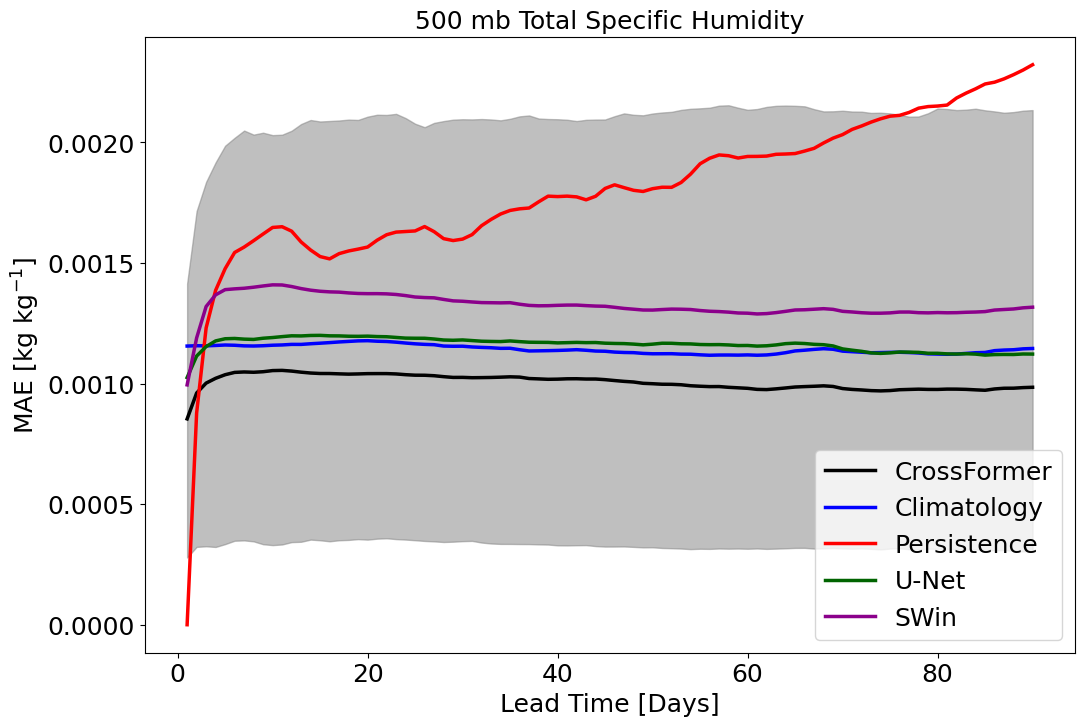 500 mb Total Specific Humidity
MAE [kg kg⁻¹]
0.0020
0.0015
0.0010
0.0005
0.0000
0 20 40 60 80
Lead Time [Days]
CrossFormer
Climatology
Persistence
U-Net
SWin